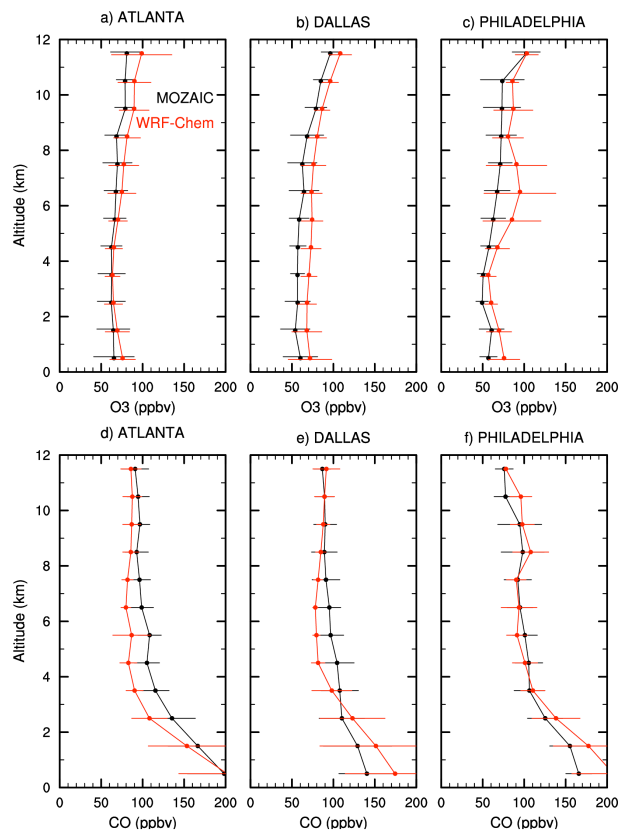 a) ATLANTA
b) DALLAS
c) PHILADELPHIA
12
10
8
6
4
2
0
Altitude (km)
MOZAIC
WRF-Chem
0 50 100 150 200
0 50 100 150 200
0 50 100 150 200
O3 (ppbv)
O3 (ppbv)
O3 (ppbv)
d) ATLANTA
e) DALLAS
f) PHILADELPHIA
12
10
8
6
4
2
0
Altitude (km)
0 50 100 150 200
0 50 100 150 200
0 50 100 150 200
CO (ppbv)
CO (ppbv)
CO (ppbv)